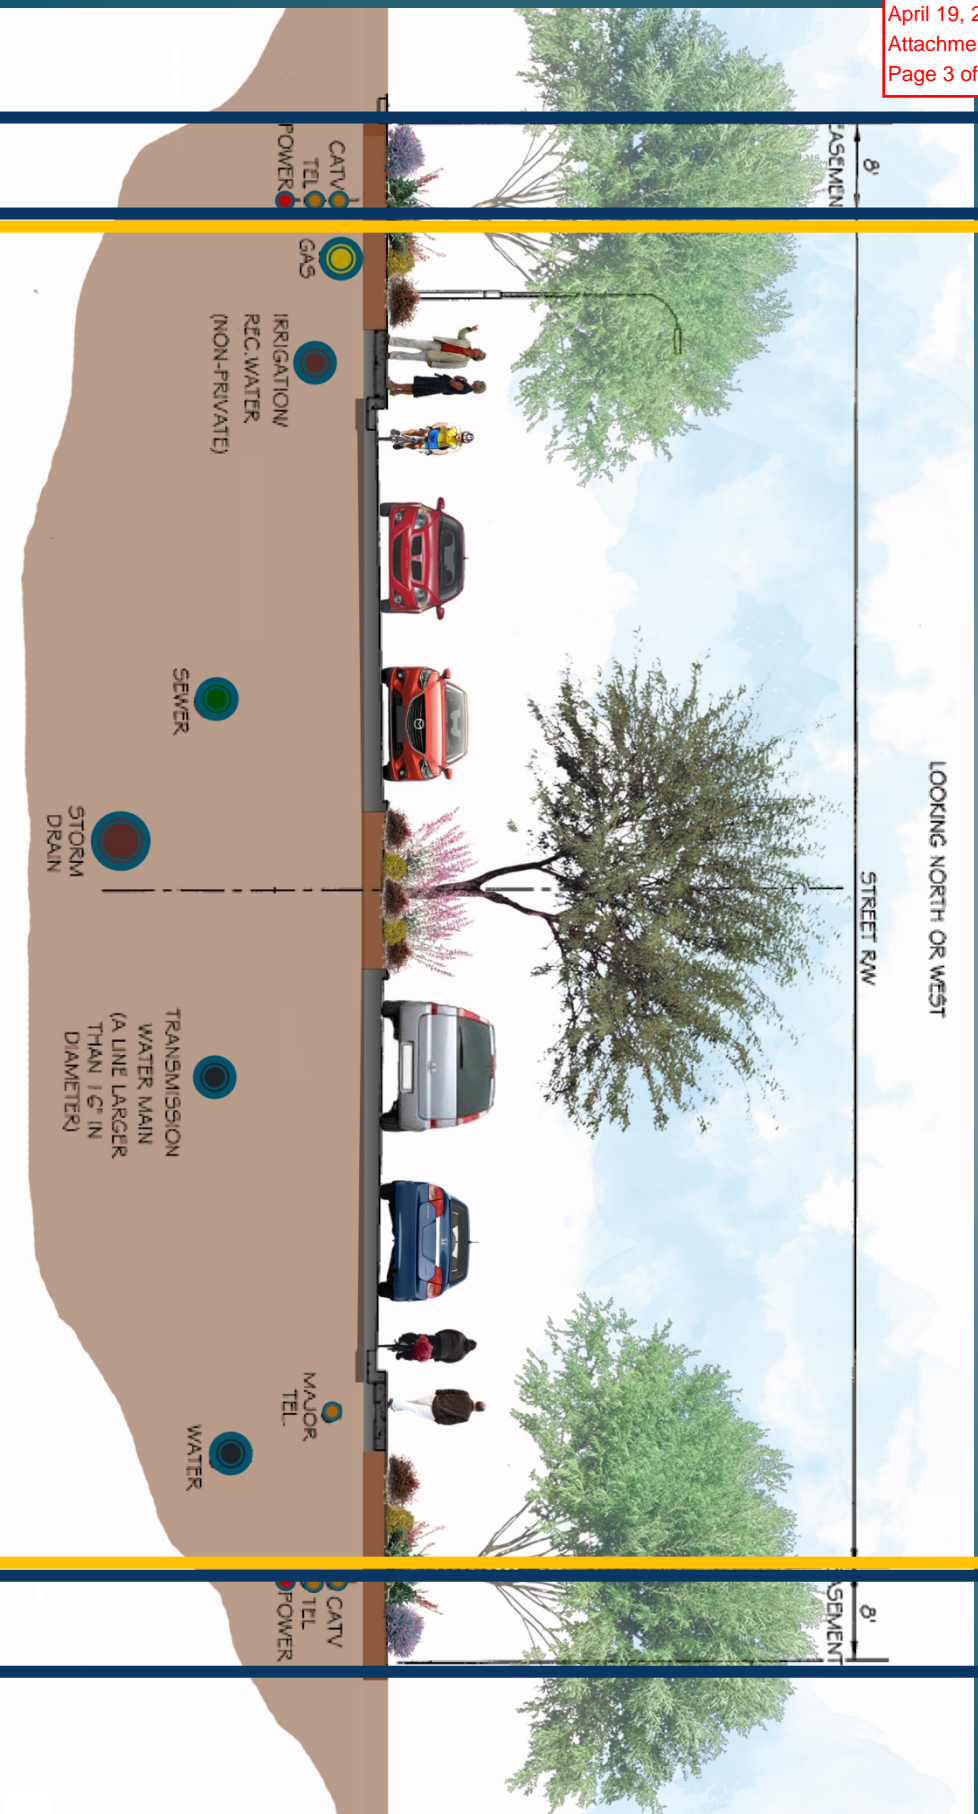 April 19, 2
Attachme
Page 3 of
LOOKING NORTH OR WEST
STREET R/W
8'
EASEMEN
8'
ASEMENT
CATV
TEL
POWER
GAS
IRRIGATION/
REC.WATER
(NON-PRIVATE)
SEWER
STORM
DRAIN
TRANSMISSION
WATER MAIN
(A LINE LARGER
THAN 16" IN
DIAMETER)
MAJOR
TEL.
WATER
CATV
TEL
POWER